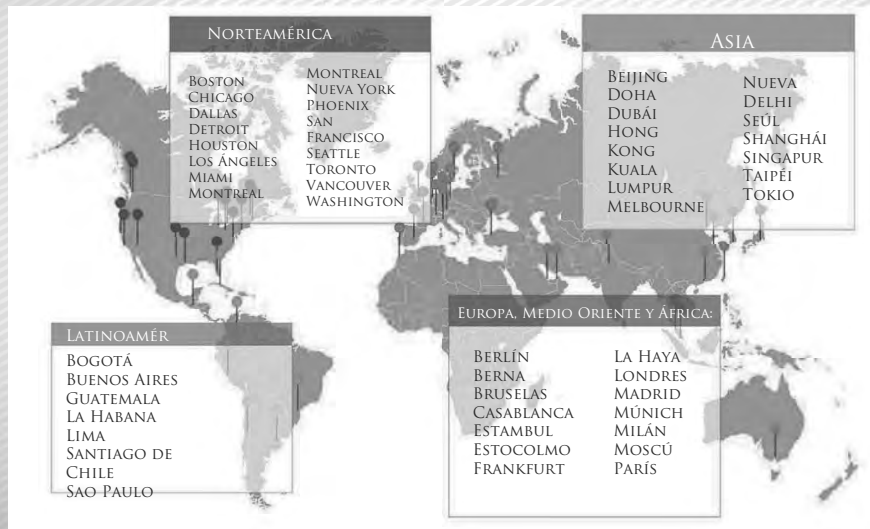 Norteamérica
Boston
Chicago
Dallas
Detroit
Houston
Los Ángeles
Miami
Montreal
Montreal
Nueva York
Phoenix
San
Francisco
Seattle
Toronto
Vancouver
Washington
Asia
Beijing
Doha
Dubái
Hong
Kong
Kuala
Lumpur
Melbourne
Nueva
Delhi
Seúl
Shanghái
Singapur
Taipéi
Tokio
Latinoamér
Bogotá
Buenos Aires
Guatemala
La Habana
Lima
Santiago de
Chile
Sao Paulo
Europa, Medio Oriente y África:
Berlín
Berna
Bruselas
Casablanca
Estambul
Estocolmo
Frankfurt
La Haya
Londres
Madrid
Múnich
Milán
Moscú
París